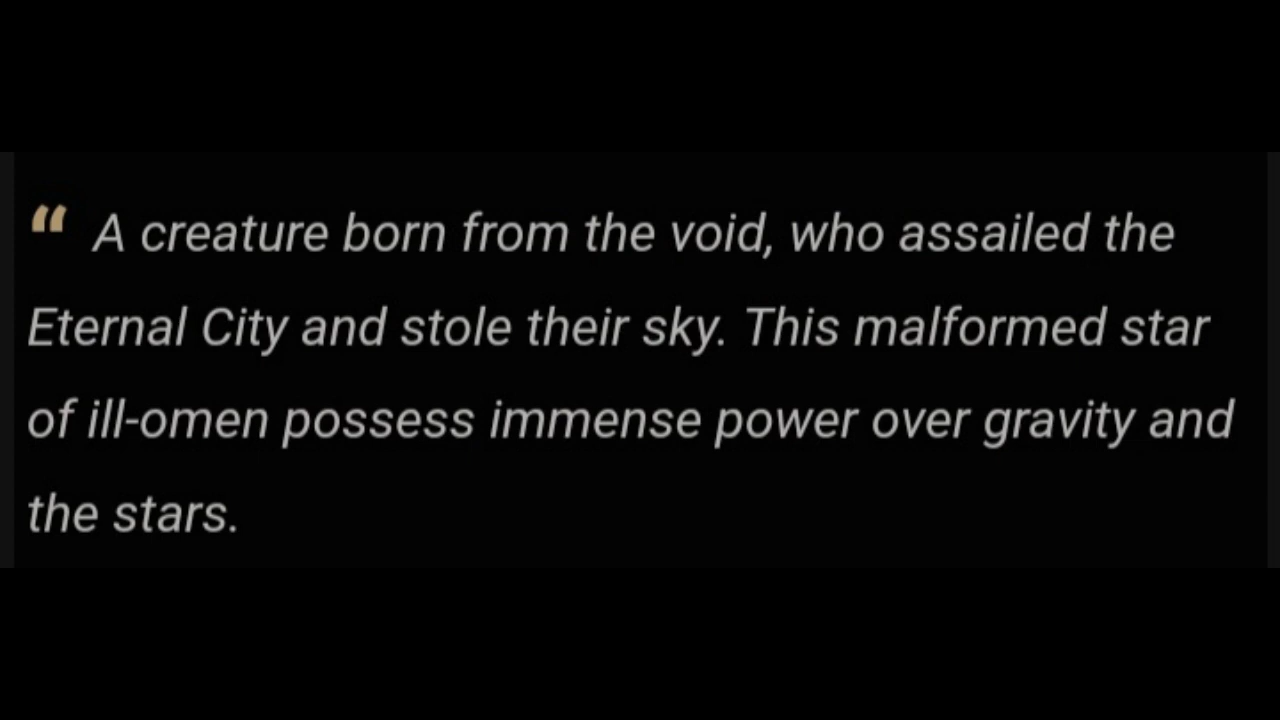 “ A creature born from the void, who assailed the
Eternal City and stole their sky. This malformed star
of ill-omen possess immense power over gravity and
the stars.